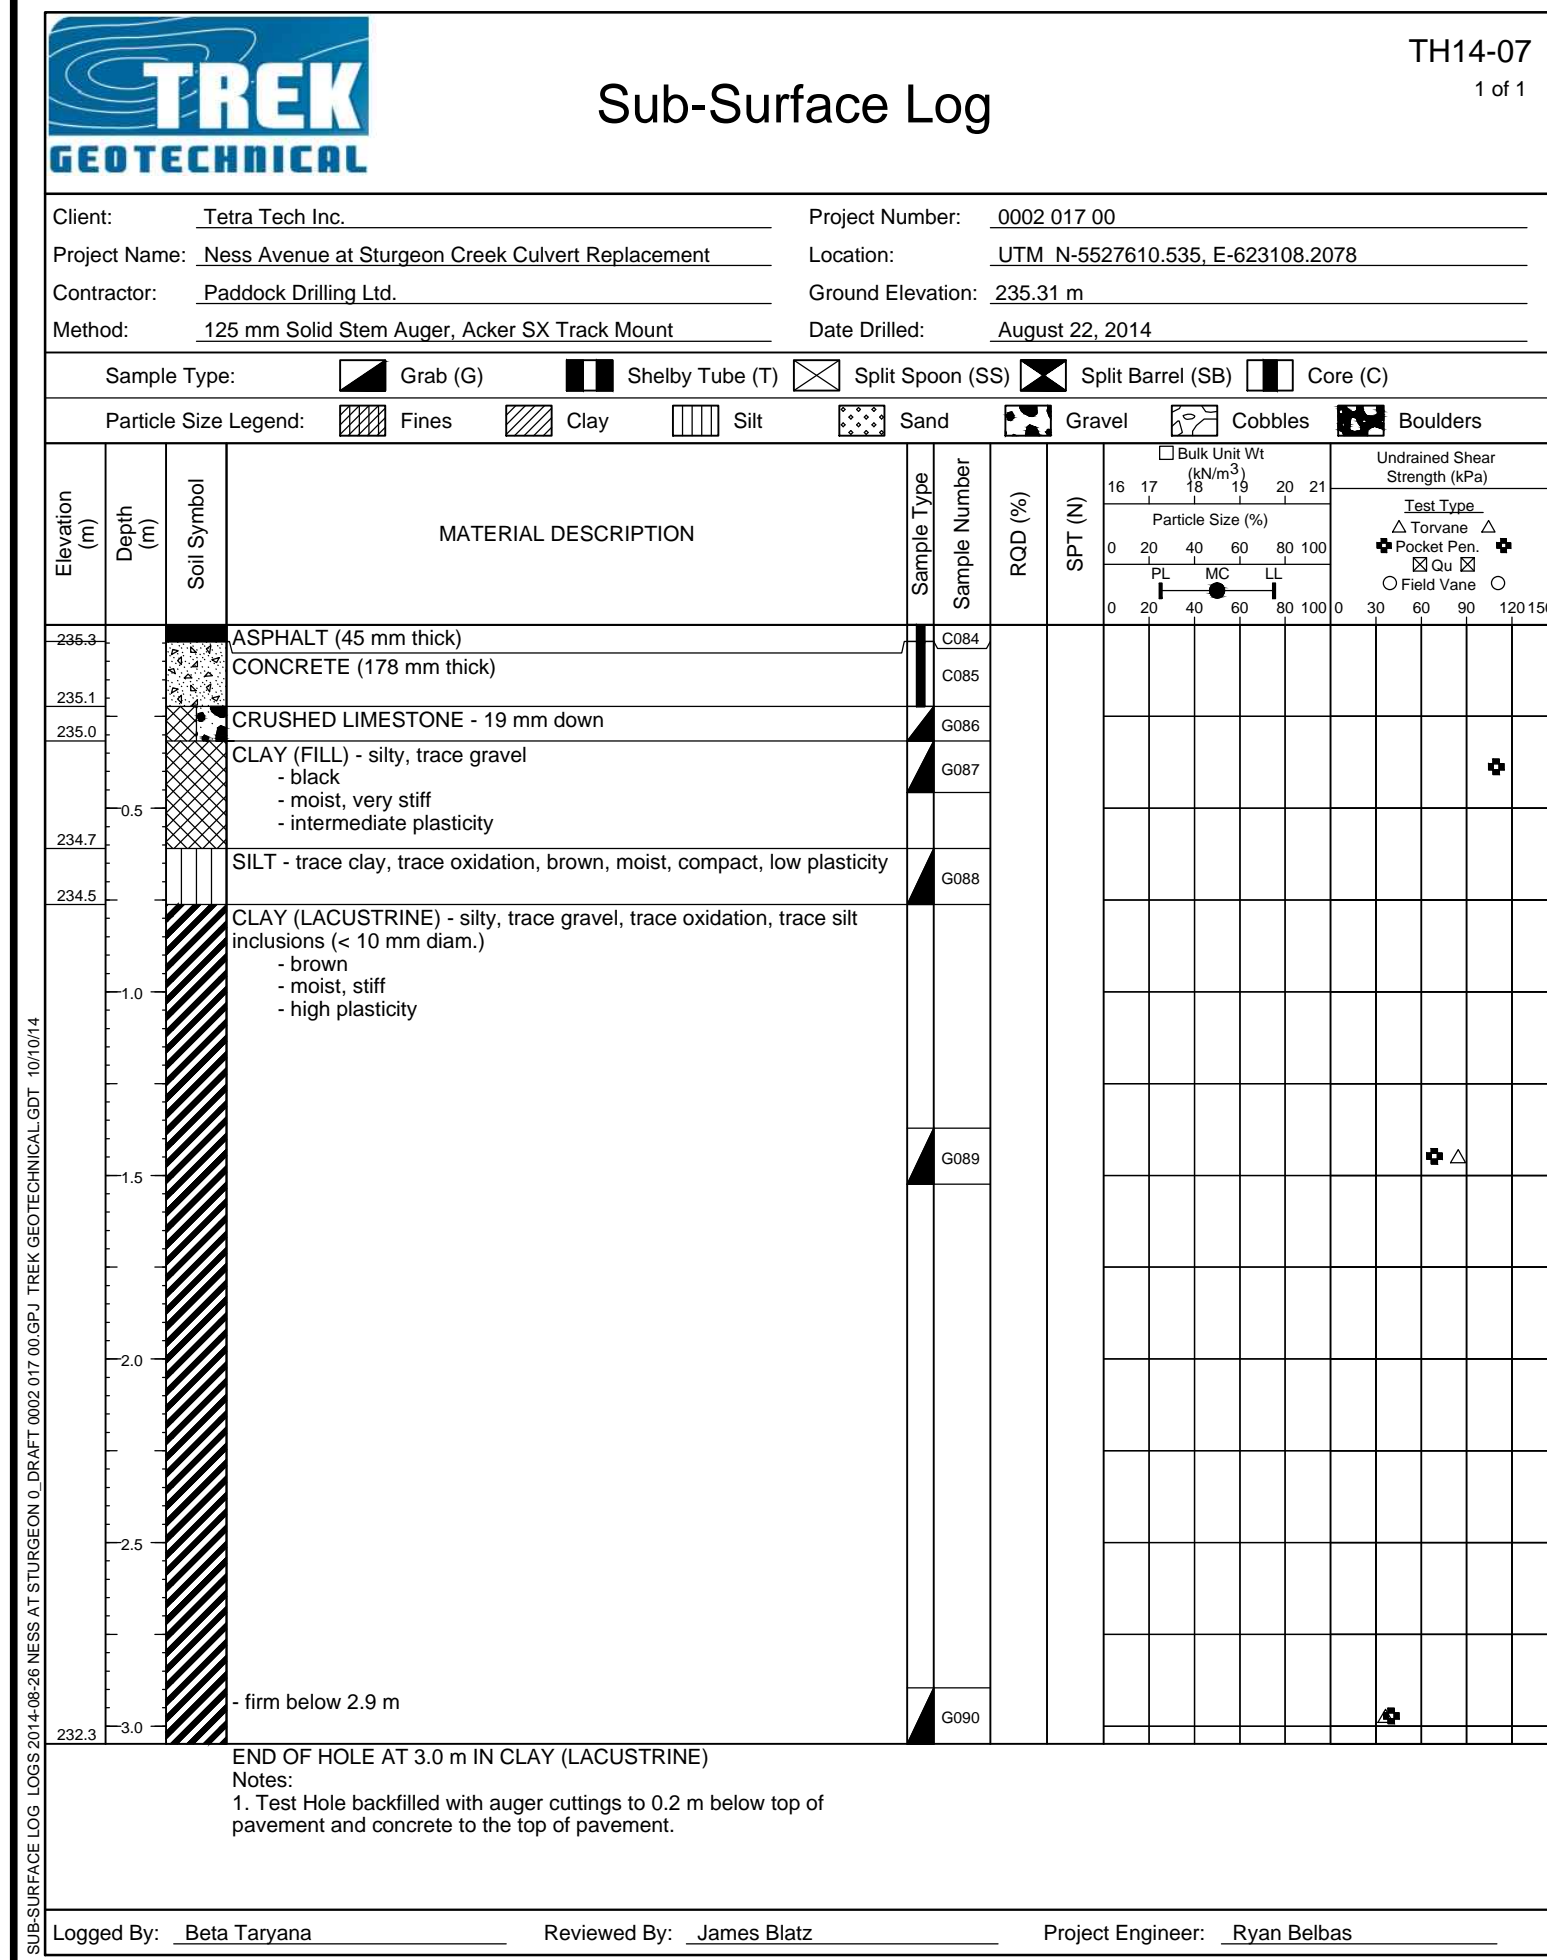 TREK
GEOTECHNICAL
Sub-Surface Log
TH14-07
1 of 1
Client: Tetra Tech Inc. Project Number: 0002 017 00
Project Name: Ness Avenue at Sturgeon Creek Culvert Replacement Location: UTM N-5527610.535, E-623108.2078
Contractor: Paddock Drilling Ltd. Ground Elevation: 235.31 m
Method: 125 mm Solid Stem Auger, Acker SX Track Mount Date Drilled: August 22, 2014
Sample Type: Grab (G) Shelby Tube (T) Split Spoon (SS) Split Barrel (SB) Core (C)
Particle Size Legend: Fines Clay Silt Sand Gravel Cobbles Boulders
Elevation (m)
Depth (m)
Soil Symbol
MATERIAL DESCRIPTION
Sample Type
Sample Number
RQD (%)
SPT (N)
Bulk Unit Wt
(kN/m3)
16 17 18 19 20 21
Particle Size (%)
0 20 40 60 80 100
PL MC LL
0 20 40 60 80 100
Undrained Shear
Strength (kPa)
Test Type
Torvane
Pocket Pen.
Qu
Field Vane
0 30 60 90 120 150
235.3 ASPHALT (45 mm thick) C084
CONCRETE (178 mm thick) C085
235.1
CRUSHED LIMESTONE - 19 mm down G086
235.0
CLAY (FILL) - silty, trace gravel
- black G087
- moist, very stiff
0.5
- intermediate plasticity
234.7
SILT - trace clay, trace oxidation, brown, moist, compact, low plasticity G088
234.5
CLAY (LACUSTRINE) - silty, trace gravel, trace oxidation, trace silt
inclusions (< 10 mm diam.)
- brown
- moist, stiff
1.0
- high plasticity
G089
1.5
2.0
2.5
- firm below 2.9 m
G090
3.0
232.3
END OF HOLE AT 3.0 m IN CLAY (LACUSTRINE)
Notes:
1. Test Hole backfilled with auger cuttings to 0.2 m below top of
pavement and concrete to the top of pavement.
SUB-SURFACE LOG LOGS 2014-08-26 NESS AT STURGEON 0_DRAFT 0002 017 00.GPJ TREK GEOTECHNICAL.GDT 10/10/14
Logged By: Beta Taryana Reviewed By: James Blatz Project Engineer: Ryan Belbas